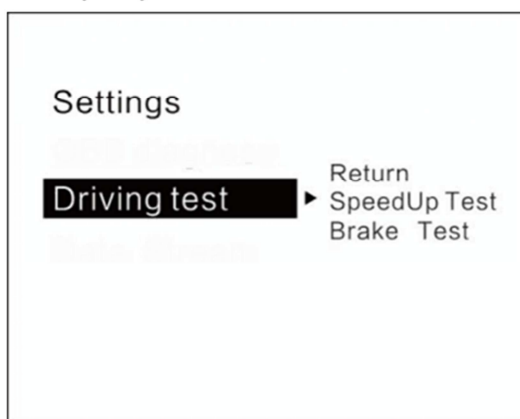 Settings
Driving test
Return
SpeedUp Test
Brake Test